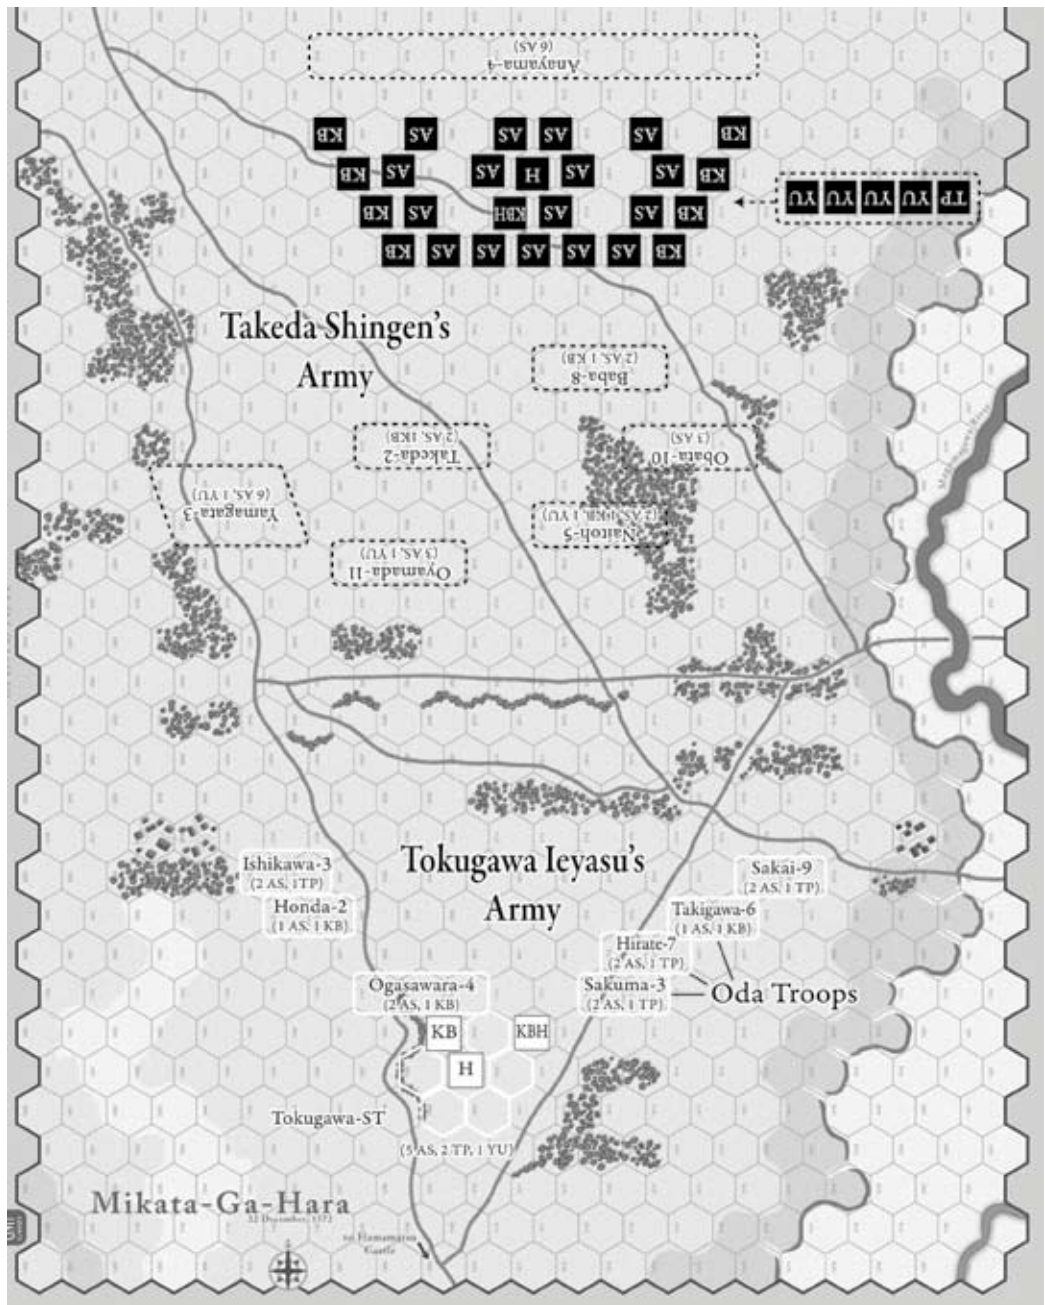 Anayama-4
(6 AS)
KB AS AS AS AS KB
KB AS AS H AS AS KB
KB AS KBH AS AS KB
KB AS AS AS AS AS KB
YU YU YU YU TP
Takeda Shingen's
Army
Baba-8
(2 AS, 1 KB)
Takeda-2
(2 AS, 1KB)
Obata-10
(3 AS)
Yamagata-3
(6 AS, 1 YU)
Naitoh-5
(2 AS, 1 KB, 1 YU)
Oyamada-11
(3 AS, 1 YU)
Tokugawa Ieyasu's
Army
Ishikawa-3
(2 AS, 1TP)
Honda-2
(1 AS, 1 KB)
Sakai-9
(2 AS, 1 TP)
Takigawa-6
(1 AS, 1 KB)
Hirate-7
(2 AS, 1 TP)
Ogasawara-4
(2 AS, 1 KB)
Sakuma-3
(2 AS, 1 TP)
Oda Troops
KB KBH
H
Tokugawa-ST
(5 AS, 2 TP, 1 YU)
Mikata-Ga-Hara
22 December, 1572
to Hamamatsu
Castle